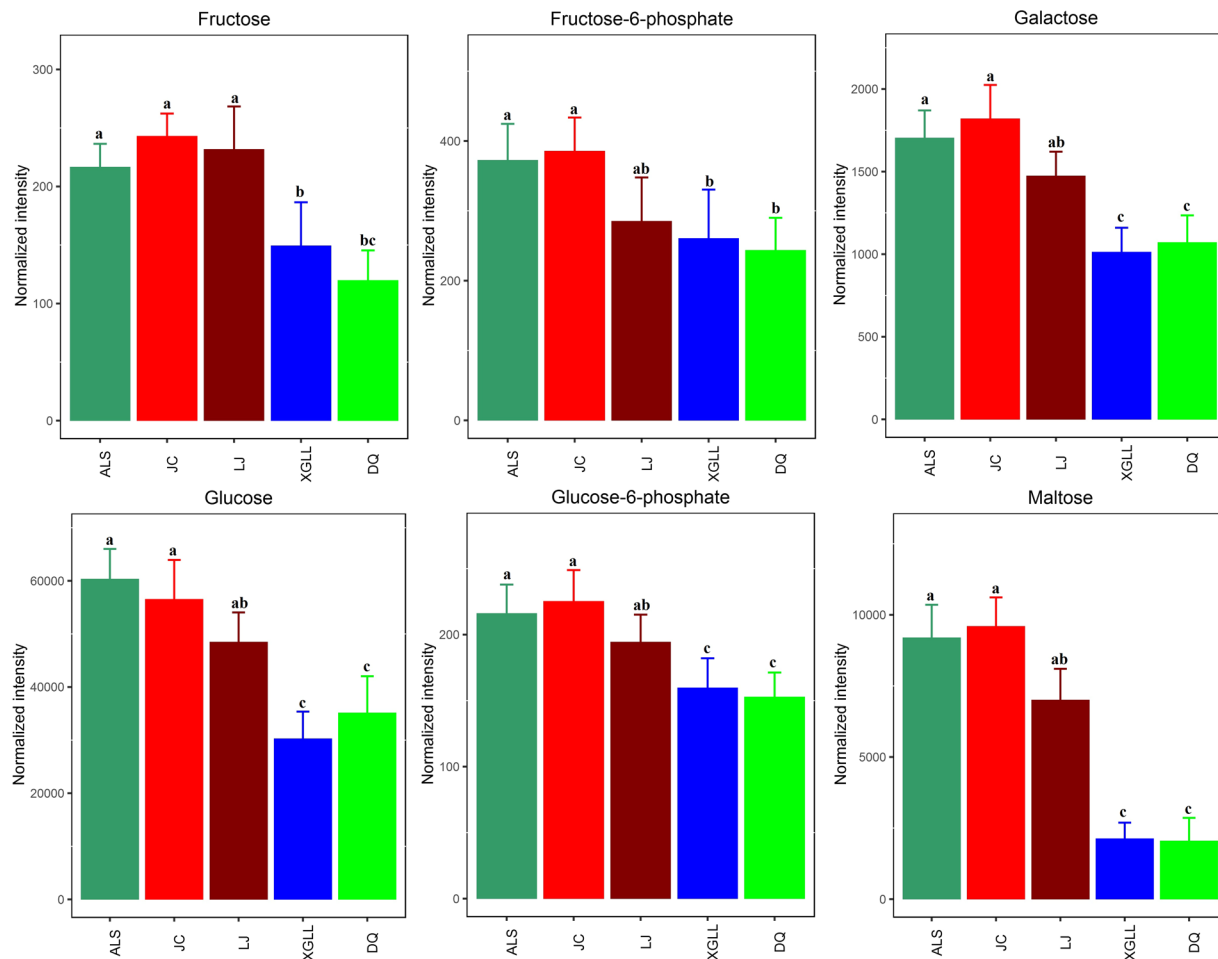 Fructose
Normalized intensity
300
200
100
0
a
a
a
b
bc
ALS
JC
LJ
XGLL
DQ
Fructose-6-phosphate
Normalized intensity
400
200
0
a
a
ab
b
b
ALS
JC
LJ
XGLL
DQ
Galactose
Normalized intensity
2000
1500
1000
500
0
a
a
ab
c
c
ALS
JC
LJ
XGLL
DQ
Glucose
Normalized intensity
60000
40000
20000
0
a
a
ab
c
c
ALS
JC
LJ
XGLL
DQ
Glucose-6-phosphate
Normalized intensity
200
100
0
a
a
ab
c
c
ALS
JC
LJ
XGLL
DQ
Maltose
Normalized intensity
10000
5000
0
a
a
ab
c
c
ALS
JC
LJ
XGLL
DQ